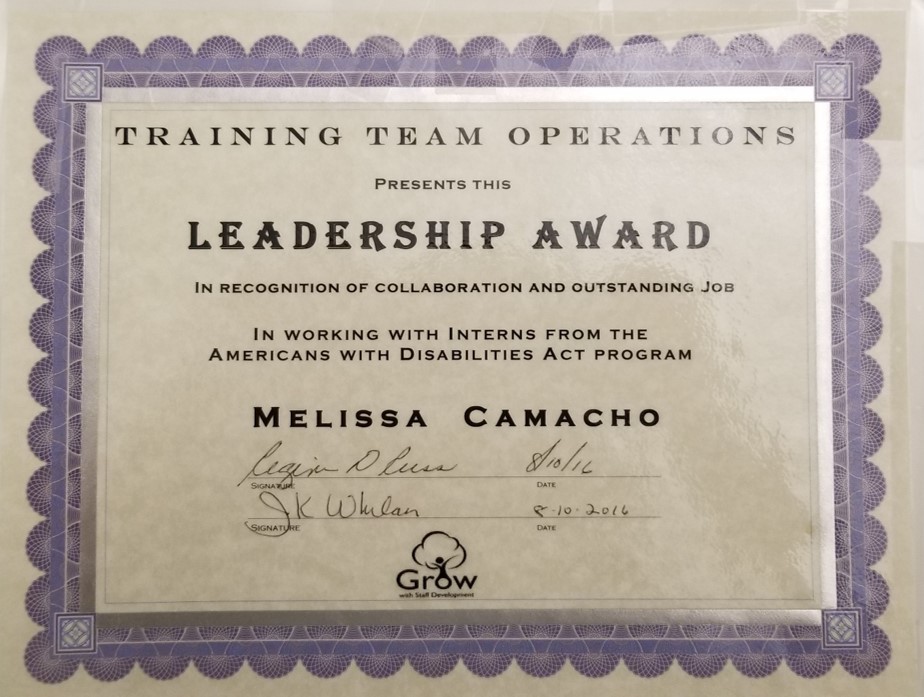 TRAINING TEAM OPERATIONS
PRESENTS THIS
LEADERSHIP AWARD
IN RECOGNITION OF COLLABORATION AND OUTSTANDING JOB
IN WORKING WITH INTERNS FROM THE
AMERICANS WITH DISABILITIES ACT PROGRAM
MELISSA CAMACHO
8/10/16
SIGNATURE DATE
JK Whelan 8-10-2016
SIGNATURE DATE
Grow
with Staff Development